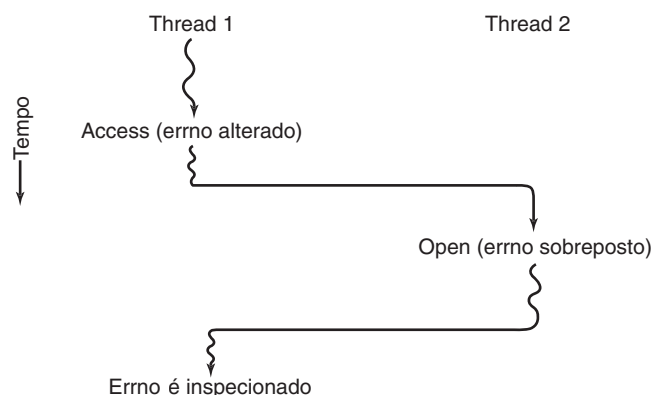 Thread 1
Thread 2
Access (errno alterado)
Tempo
Open (errno sobreposto)
Errno é inspecionado